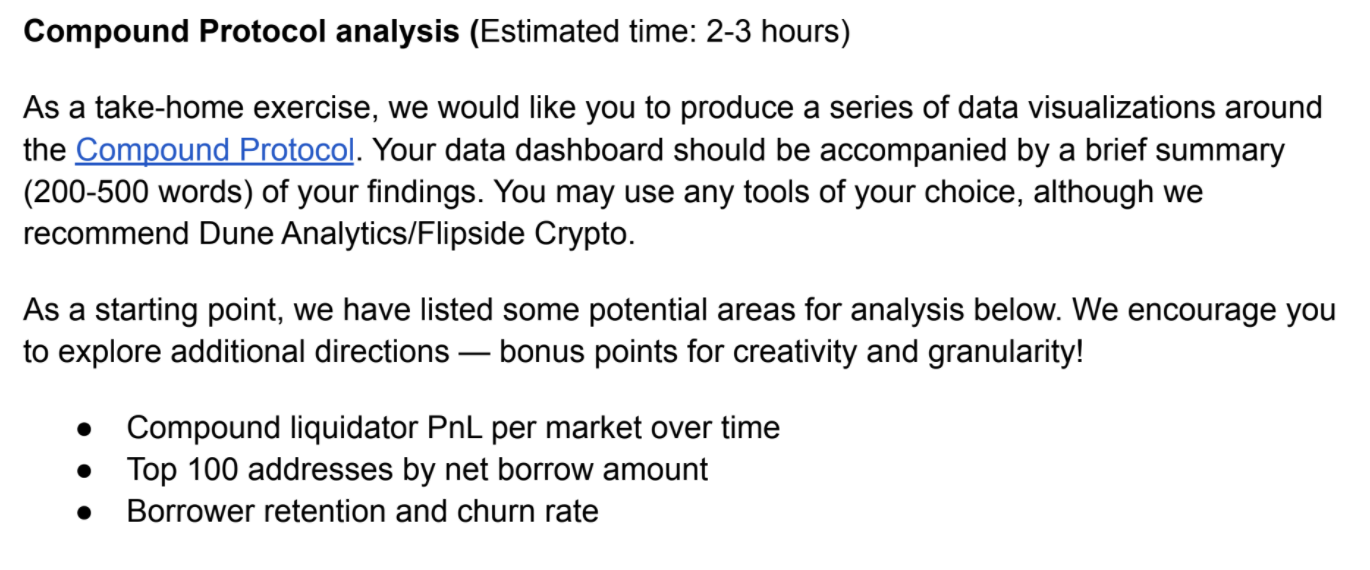 Compound Protocol analysis (Estimated time: 2-3 hours)
As a take-home exercise, we would like you to produce a series of data visualizations around
the Compound Protocol. Your data dashboard should be accompanied by a brief summary
(200-500 words) of your findings. You may use any tools of your choice, although we
recommend Dune Analytics/Flipside Crypto.
As a starting point, we have listed some potential areas for analysis below. We encourage you
to explore additional directions — bonus points for creativity and granularity!
● Compound liquidator PnL per market over time
● Top 100 addresses by net borrow amount
● Borrower retention and churn rate